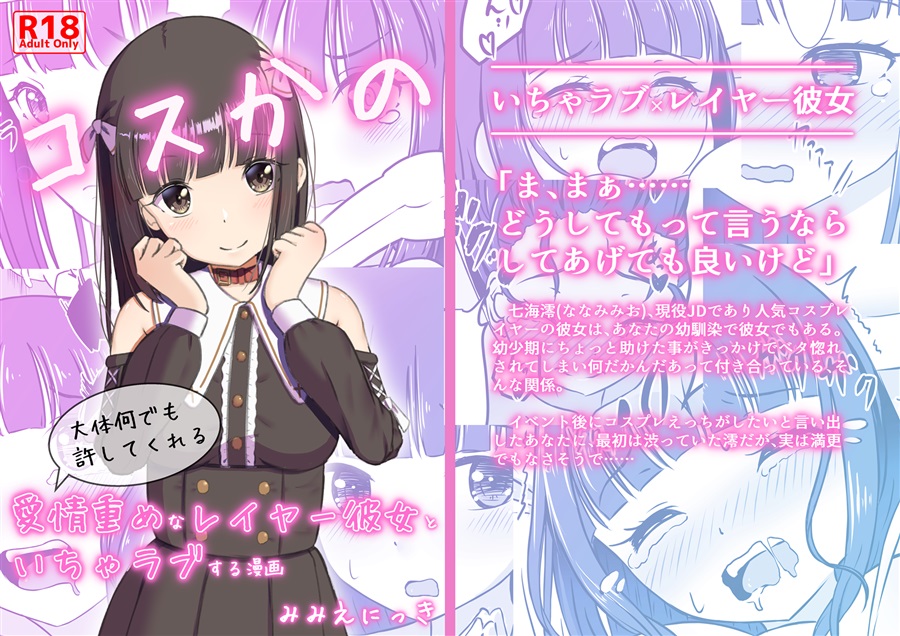 R18
Adult Only
コスかの
大体何でも
許してくれる
愛情重めなレイヤー彼女と
いちゃラブする漫画
みみえにっき
いちゃラブ×レイヤー彼女
「ま、まぁ……
どうしてもって言うなら
してあげても良いけど」
七海澪(ななみみお)、現役JDであり人気コスプレ
イヤーの彼女は、あなたの幼馴染で彼女でもある。
幼少期にちょっと助けた事がきっかけでベタ惚れ
されてしまい何だかんだあって付き合っている、そ
んな関係。
イベント後にコスプレえっちがしたいと言い出
したあなたに、最初は渋っていた澪だが、実は満更
でもなさそうで……